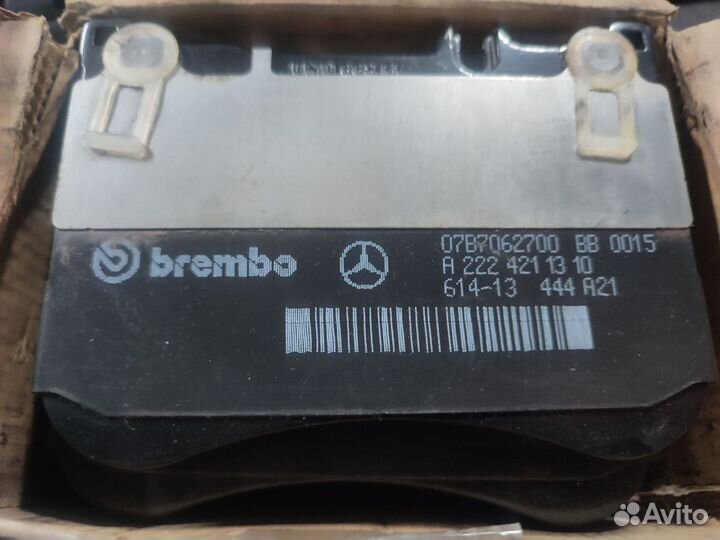 brembo
07B7062700 BB 0015
A 222 421 13 10
614-13 444 A21
Avito